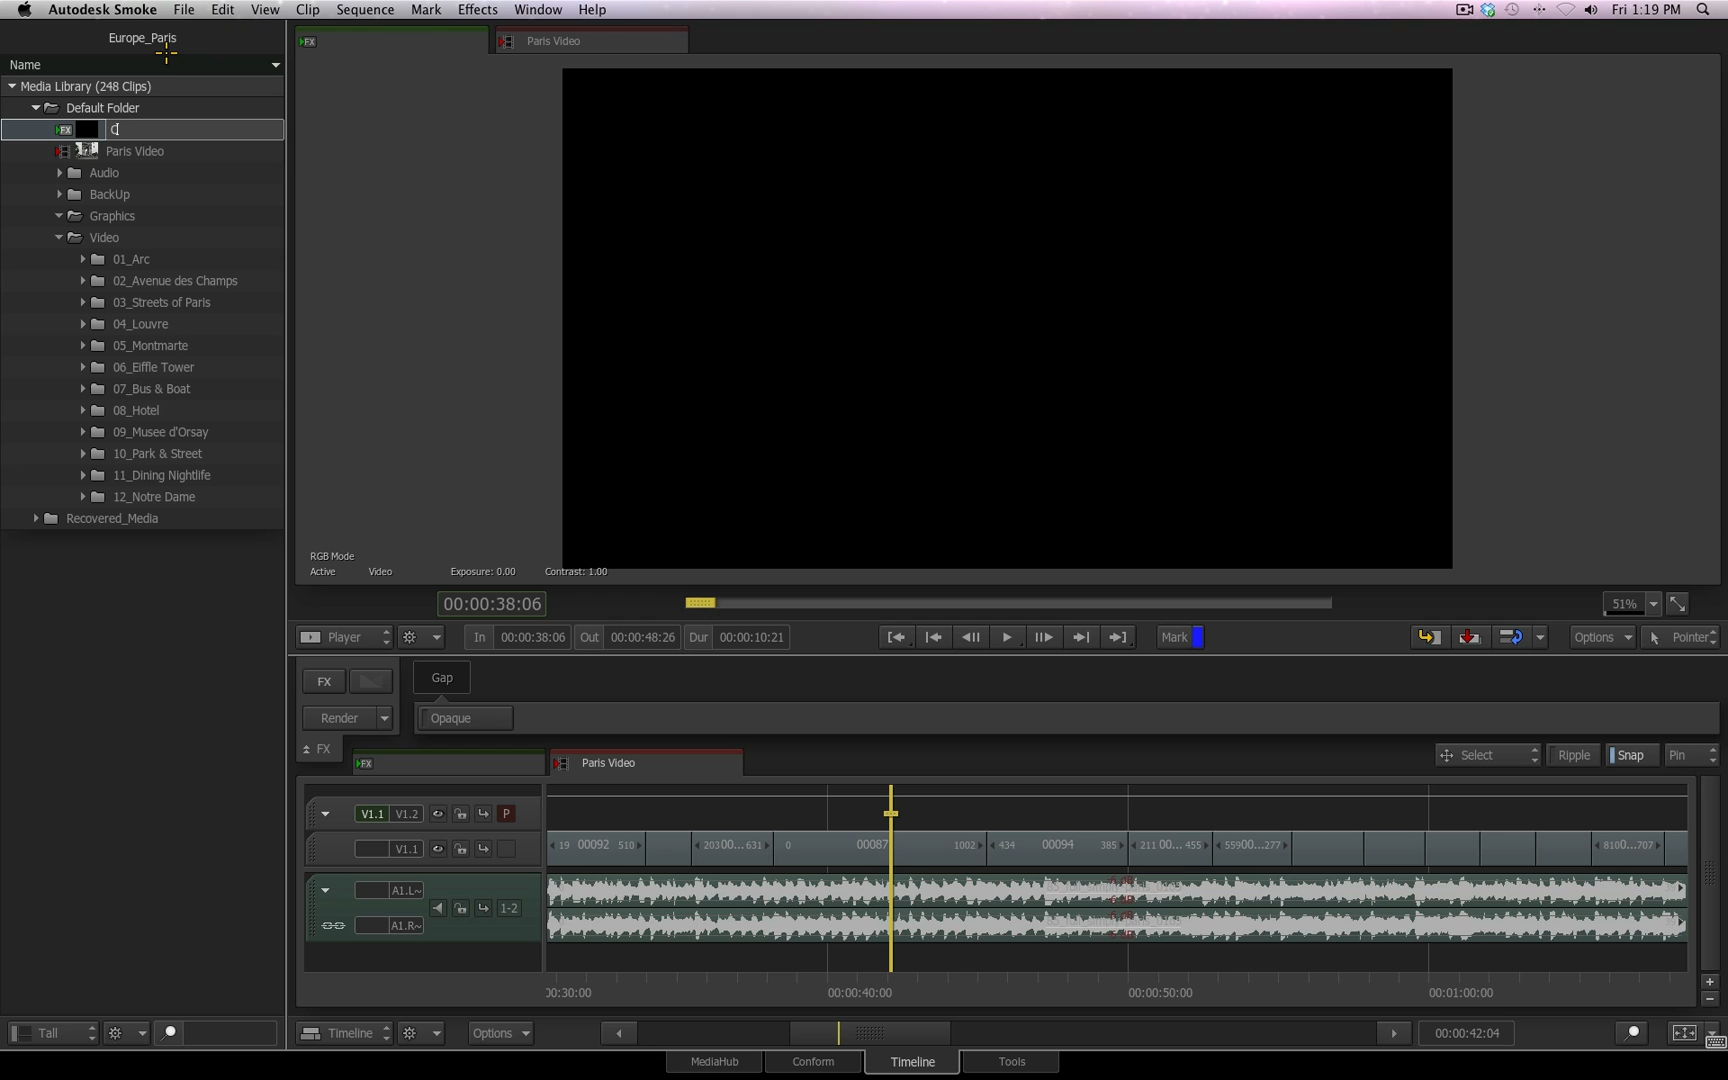 Autodesk Smoke File Edit View Clip Sequence Mark Effects Window Help Fri 1:19 PM
Europe_Paris
Name
Media Library (248 Clips)
Default Folder
FX C
Paris Video
Audio
BackUp
Graphics
Video
01_Arc
02_Avenue des Champs
03_Streets of Paris
04_Louvre
05_Montmarte
06_Eiffle Tower
07_Bus & Boat
08_Hotel
09_Musee d'Orsay
10_Park & Street
11_Dining Nightlife
12_Notre Dame
Recovered_Media
Tall
FX Paris Video
RGB Mode
Active Video Exposure: 0.00 Contrast: 1.00
00:00:38:06 51%
Player In 00:00:38:06 Out 00:00:48:26 Dur 00:00:10:21 Mark Options Pointer
FX Gap
Render Opaque
FX
FX Paris Video Select Ripple Snap Pin
V1.1 V1.2 P
V1.1 19 00092 510 20300...631 0 00087 1002 434 00094 385 211 00...455 55900...277 8100...707
A1.L~
1-2
A1.R~
00:30:00 00:00:40:00 00:00:50:00 00:01:00:00
Timeline Options 00:00:42:04
MediaHub Conform Timeline Tools